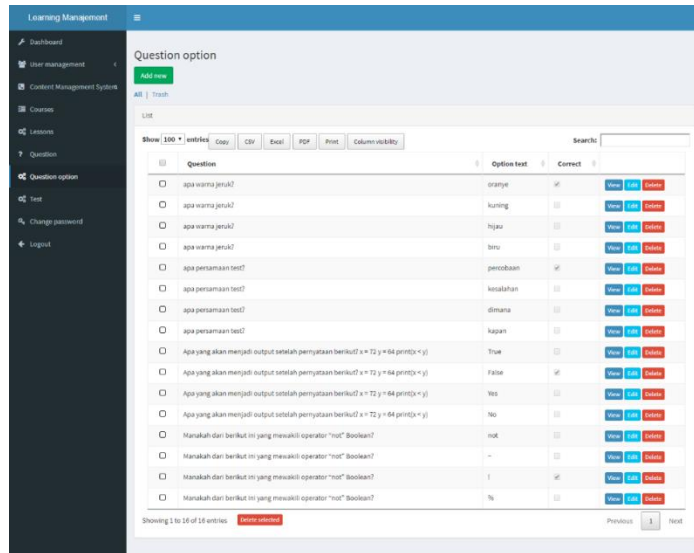 Learning Manajement
Dashboard
User management
Content Management System
Courses
Lessons
Question
Question option
Test
Change password
Logout
Question option
Add new
All | Trash
List
Show 100 entries Copy CSV Excel PDF Print Column visibility Search:
Question Option text Correct
apa warna jeruk? oranye View Edit Delete
apa warna jeruk? kuning View Edit Delete
apa warna jeruk? hijau View Edit Delete
apa warna jeruk? biru View Edit Delete
apa persamaan test? percobaan View Edit Delete
apa persamaan test? kesalahan View Edit Delete
apa persamaan test? dimana View Edit Delete
apa persamaan test? kapan View Edit Delete
Apa yang akan menjadi output setelah pernyataan berikut? x = 72 y = 64 print(x < y) True View Edit Delete
Apa yang akan menjadi output setelah pernyataan berikut? x = 72 y = 64 print(x < y) False View Edit Delete
Apa yang akan menjadi output setelah pernyataan berikut? x = 72 y = 64 print(x < y) Yes View Edit Delete
Apa yang akan menjadi output setelah pernyataan berikut? x = 72 y = 64 print(x < y) No View Edit Delete
Manakah dari berikut ini yang mewakili operator "not" Boolean? not View Edit Delete
Manakah dari berikut ini yang mewakili operator "not" Boolean? View Edit Delete
Manakah dari berikut ini yang mewakili operator "not" Boolean? ! View Edit Delete
Manakah dari berikut ini yang mewakili operator "not" Boolean? % View Edit Delete
Showing 1 to 16 of 16 entries Delete selected Previous 1 Next